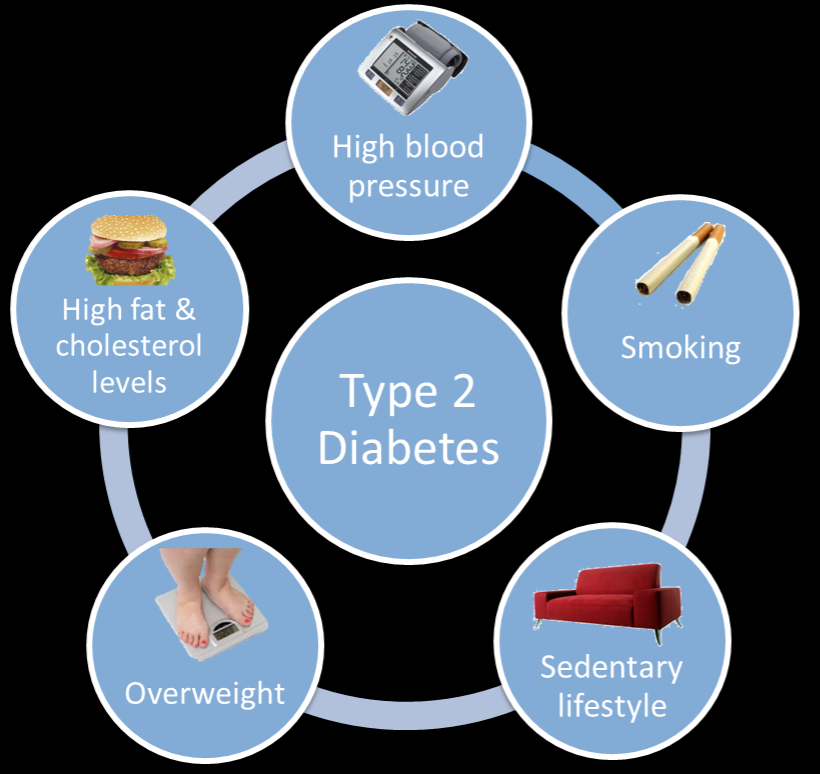 High blood
pressure
Smoking
Sedentary
lifestyle
Overweight
High fat &
cholesterol
levels
Type 2
Diabetes